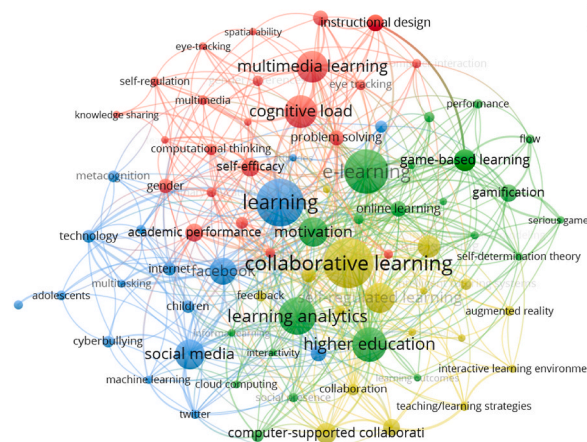 instructional design
spatial ability
eye-tracking
multimedia learning
eye tracking
self-regulation
multimedia
performance
cognitive load
knowledge sharing
problem solving
flow
computational thinking
game-based learning
self-efficacy
e-learning
metacognition
gender
gamification
learning
online learning
serious game
academic performance
motivation
technology
self-determination theory
collaborative learning
internet
facebook
multitasking
adolescents
children
feedback
self-regulated learning
augmented reality
learning analytics
cyberbullying
higher education
social media
interactivity
interactive learning environme
machine learning
cloud computing
collaboration
learning outcomes
social presence
teaching/learning strategies
twitter
computer-supported collaborati